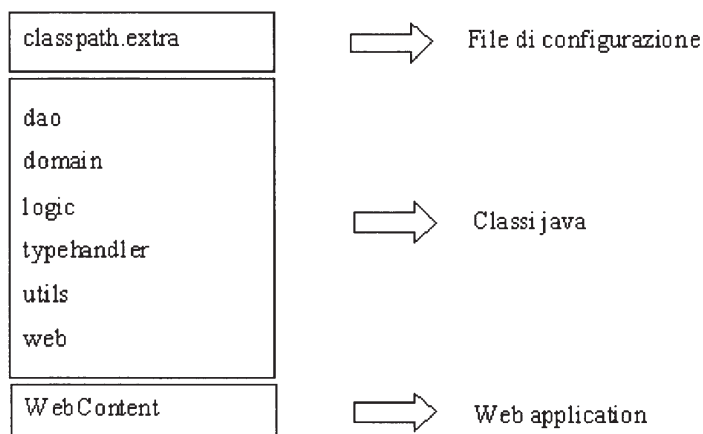 classpath.extra
File di configurazione
dao
domain
logic
typehandler
utils
web
Classi java
WebContent
Web application